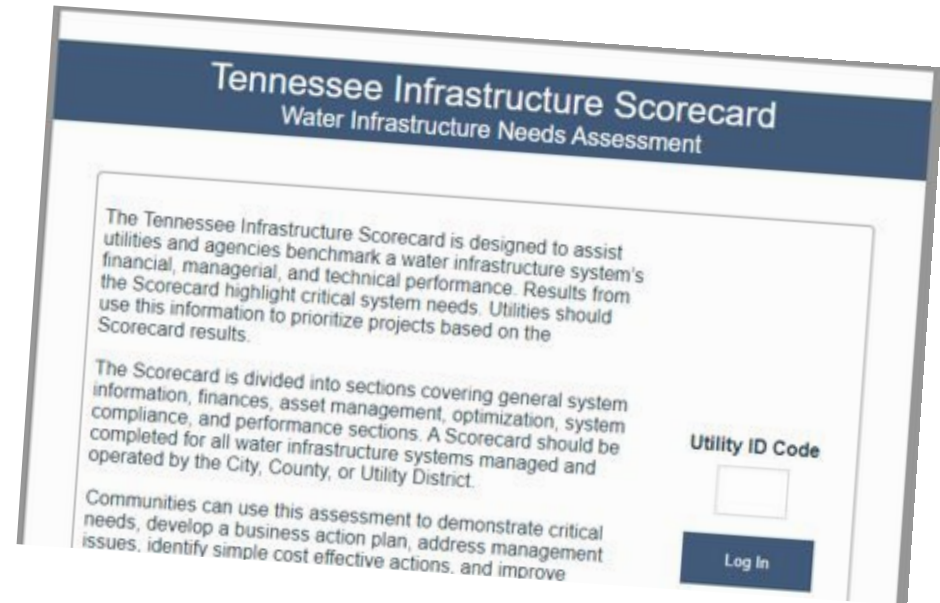 Tennessee Infrastructure Scorecard
Water Infrastructure Needs Assessment
The Tennessee Infrastructure Scorecard is designed to assist
utilities and agencies benchmark a water infrastructure system's
financial, managerial, and technical performance. Results from
the Scorecard highlight critical system needs. Utilities should
use this information to prioritize projects based on the
Scorecard results.
The Scorecard is divided into sections covering general system
information, finances, asset management, optimization, system
compliance, and performance sections. A Scorecard should be
completed for all water infrastructure systems managed and
operated by the City, County, or Utility District.
Communities can use this assessment to demonstrate critical
needs, develop a business action plan, address management
issues, identify simple cost effective actions, and improve
Utility ID Code
Log In